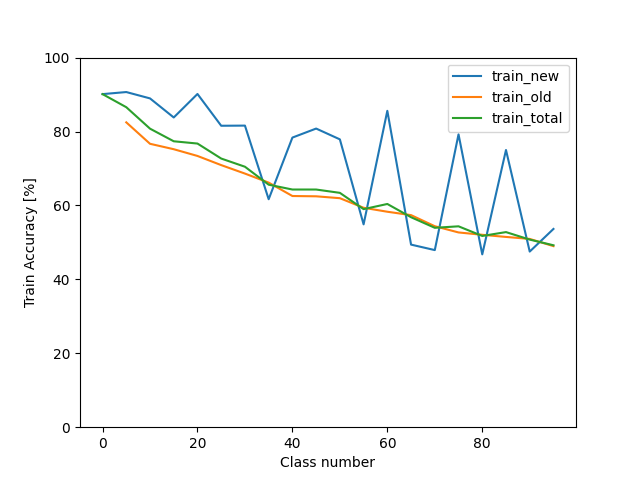 100
80
60
40
20
0
Train Accuracy [%]
train_new
train_old
train_total
0 20 40 60 80
Class number